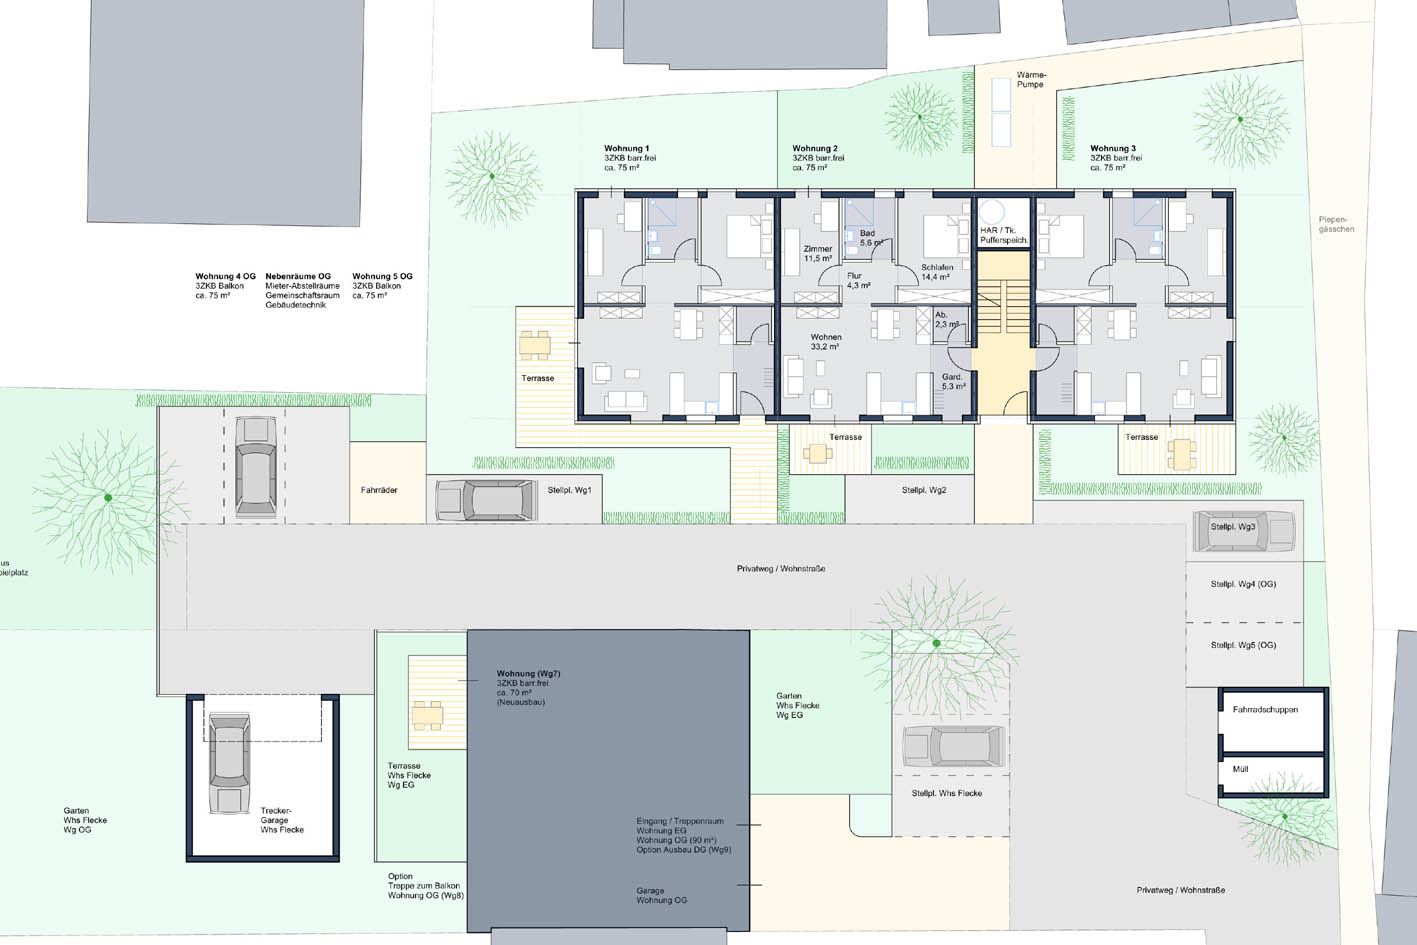 Wärme-
Pumpe
Wohnung 1
3ZKB barr.frei
ca. 75 m²
Wohnung 2
3ZKB barr.frei
ca. 75 m²
Wohnung 3
3ZKB barr.frei
ca. 75 m²
Piepen-
gässchen
HAR / Tk.
Pufferspeich.
Bad
5,6 m²
Zimmer
11,5 m²
Schlafen
14,4 m²
Flur
4,3 m²
Wohnung 4 OG
3ZKB Balkon
ca. 75 m²
Nebenräume OG
Mieter-Abstellräume
Gemeinschaftsraum
Gebäudetechnik
Wohnung 5 OG
3ZKB Balkon
ca. 75 m²
Ab.
2,3 m²
Wohnen
33,2 m²
Gard.
5,3 m²
Terrasse
Terrasse
Terrasse
Fahrräder
Stellpl. Wg1
Stellpl. Wg2
Stellpl. Wg3
Privatweg / Wohnstraße
Stellpl. Wg4 (OG)
Stellpl. Wg5 (OG)
us
pielplatz
Wohnung (Wg7)
3ZKB barr.frei
ca. 70 m²
(Neuausbau)
Garten
Whs Flecke
Wg EG
Fahrradschuppen
Müll
Terrasse
Whs Flecke
Wg EG
Stellpl. Whs Flecke
Garten
Whs Flecke
Wg OG
Trecker-
Garage
Whs Flecke
Eingang / Treppenraum
Wohnung EG
Wohnung OG (90 m²)
Option Ausbau DG (Wg9)
Option
Treppe zum Balkon
Wohnung OG (Wg8)
Garage
Wohnung OG
Privatweg / Wohnstraße